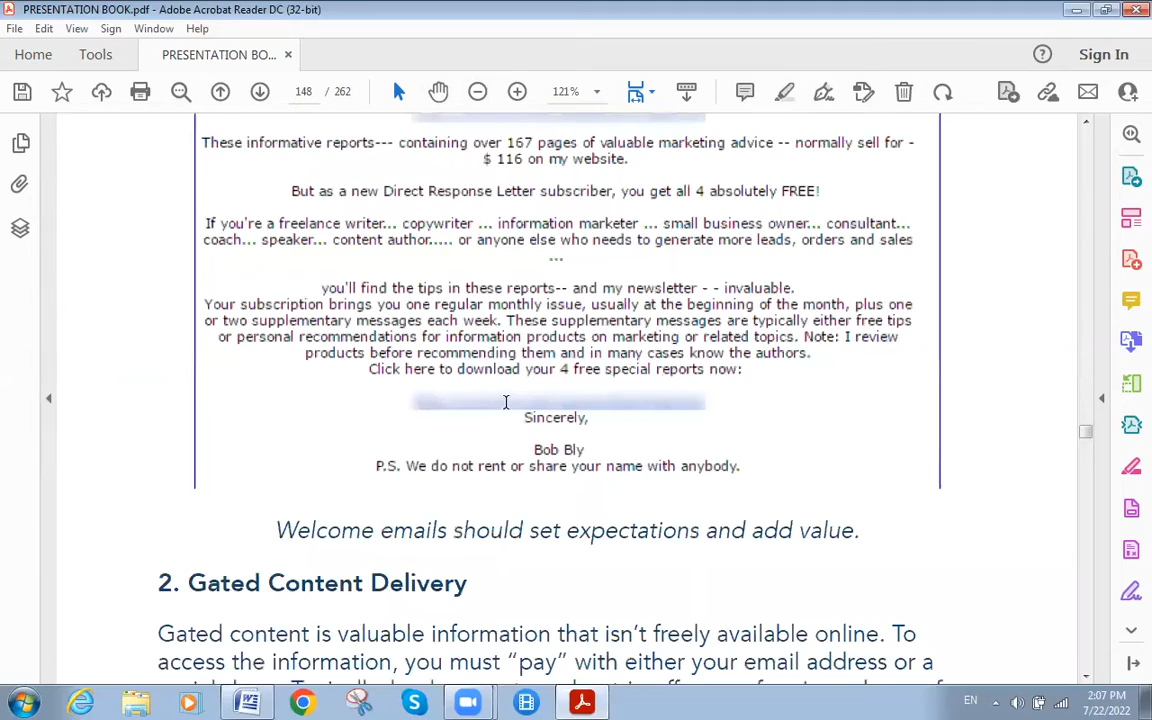 PRESENTATION BOOK.pdf - Adobe Acrobat Reader DC (32-bit)
File Edit View Sign Window Help
Home Tools PRESENTATION BO... × Sign In
148 / 262 121%
These informative reports--- containing over 167 pages of valuable marketing advice -- normally sell for -
$ 116 on my website.
But as a new Direct Response Letter subscriber, you get all 4 absolutely FREE!
If you're a freelance writer... copywriter ... information marketer ... small business owner... consultant...
coach... speaker... content author..... or anyone else who needs to generate more leads, orders and sales
...
you'll find the tips in these reports-- and my newsletter - - invaluable.
Your subscription brings you one regular monthly issue, usually at the beginning of the month, plus one
or two supplementary messages each week. These supplementary messages are typically either free tips
or personal recommendations for information products on marketing or related topics. Note: I review
products before recommending them and in many cases know the authors.
Click here to download your 4 free special reports now:
Sincerely,
Bob Bly
P.S. We do not rent or share your name with anybody.
Welcome emails should set expectations and add value.
2. Gated Content Delivery
Gated content is valuable information that isn't freely available online. To
access the information, you must “pay” with either your email address or a
EN 2:07 PM
7/22/2022